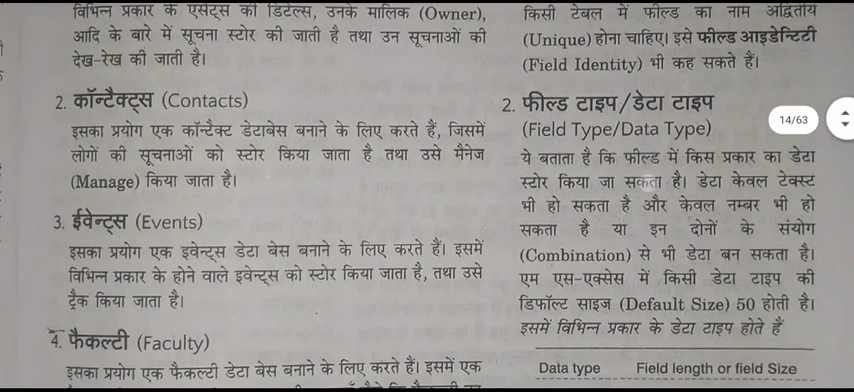 विभिन्न प्रकार के एसेट्स की डिटेल्स, उनके मालिक (Owner),
आदि के बारे में सूचना स्टोर की जाती है तथा उन सूचनाओं की
देख-रेख की जाती है।
2. कॉन्टैक्ट्स (Contacts)
इसका प्रयोग एक कॉन्टैक्ट डेटाबेस बनाने के लिए करते हैं, जिसमें
लोगों की सूचनाओं को स्टोर किया जाता है तथा उसे मैनेज
(Manage) किया जाता है।
3. ईवेन्ट्स (Events)
इसका प्रयोग एक इवेन्ट्स डेटा बेस बनाने के लिए करते हैं। इसमें
विभिन्न प्रकार के होने वाले इवेन्ट्स को स्टोर किया जाता है, तथा उसे
ट्रैक किया जाता है।
4. फैकल्टी (Faculty)
इसका प्रयोग एक फैकल्टी डेटा बेस बनाने के लिए करते हैं। इसमें एक
किसी टेबल में फील्ड का नाम अद्वितीय
(Unique) होना चाहिए। इसे फील्ड आइडेन्टिटी
(Field Identity) भी कह सकते हैं।
2. फील्ड टाइप/डेटा टाइप
(Field Type/Data Type)
ये बताता है कि फील्ड में किस प्रकार का डेटा
स्टोर किया जा सकता है। डेटा केवल टेक्स्ट
भी हो सकता है और केवल नम्बर भी हो
सकता है या इन दोनों के संयोग
(Combination) से भी डेटा बन सकता है।
एम एस-एक्सेस में किसी डेटा टाइप की
डिफॉल्ट साइज (Default Size) 50 होती है।
इसमें विभिन्न प्रकार के डेटा टाइप होते हैं
Data type Field length or field Size
14/63